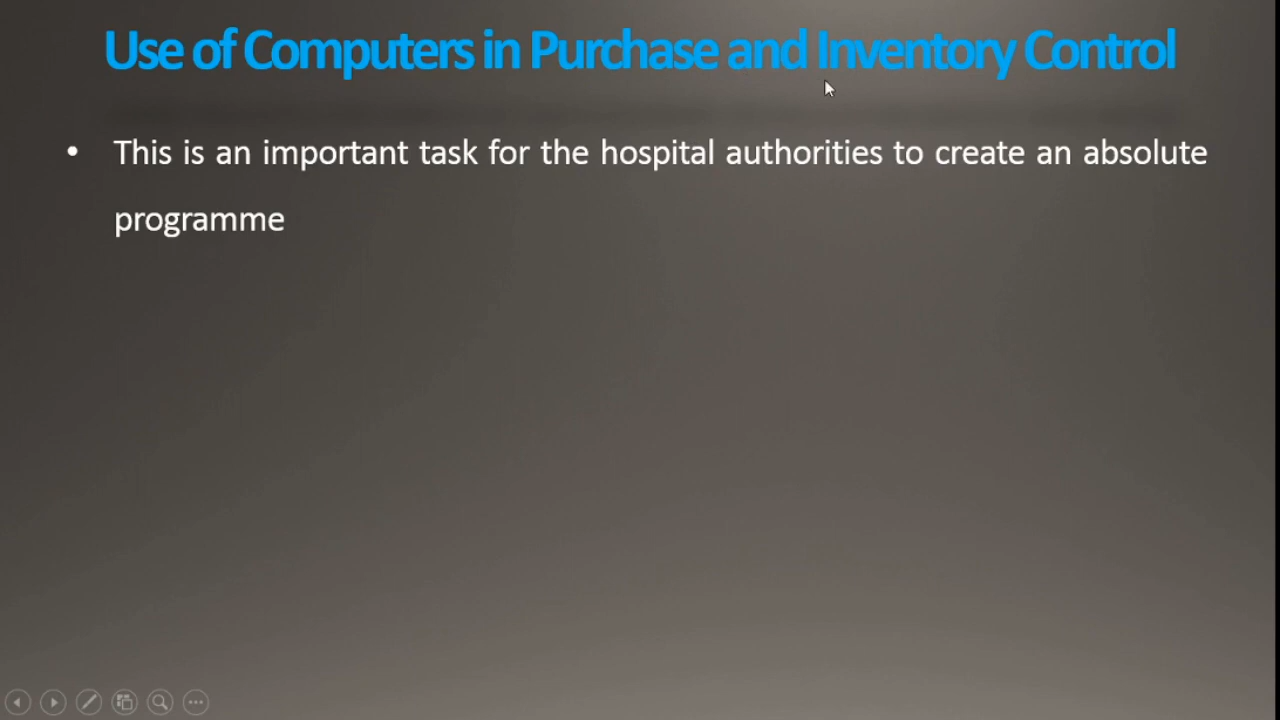 Use of Computers in Purchase and Inventory Control
• This is an important task for the hospital authorities to create an absolute
programme